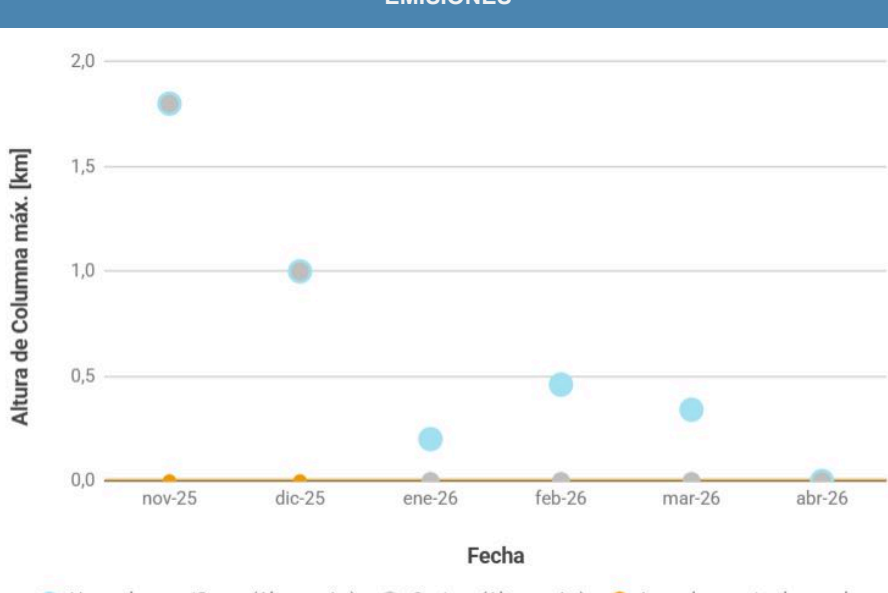 EMISIONES
2,0
1,5
1,0
0,5
0,0
Altura de Columna máx. [km]
nov-25 dic-25 ene-26 feb-26 mar-26 abr-26
Fecha